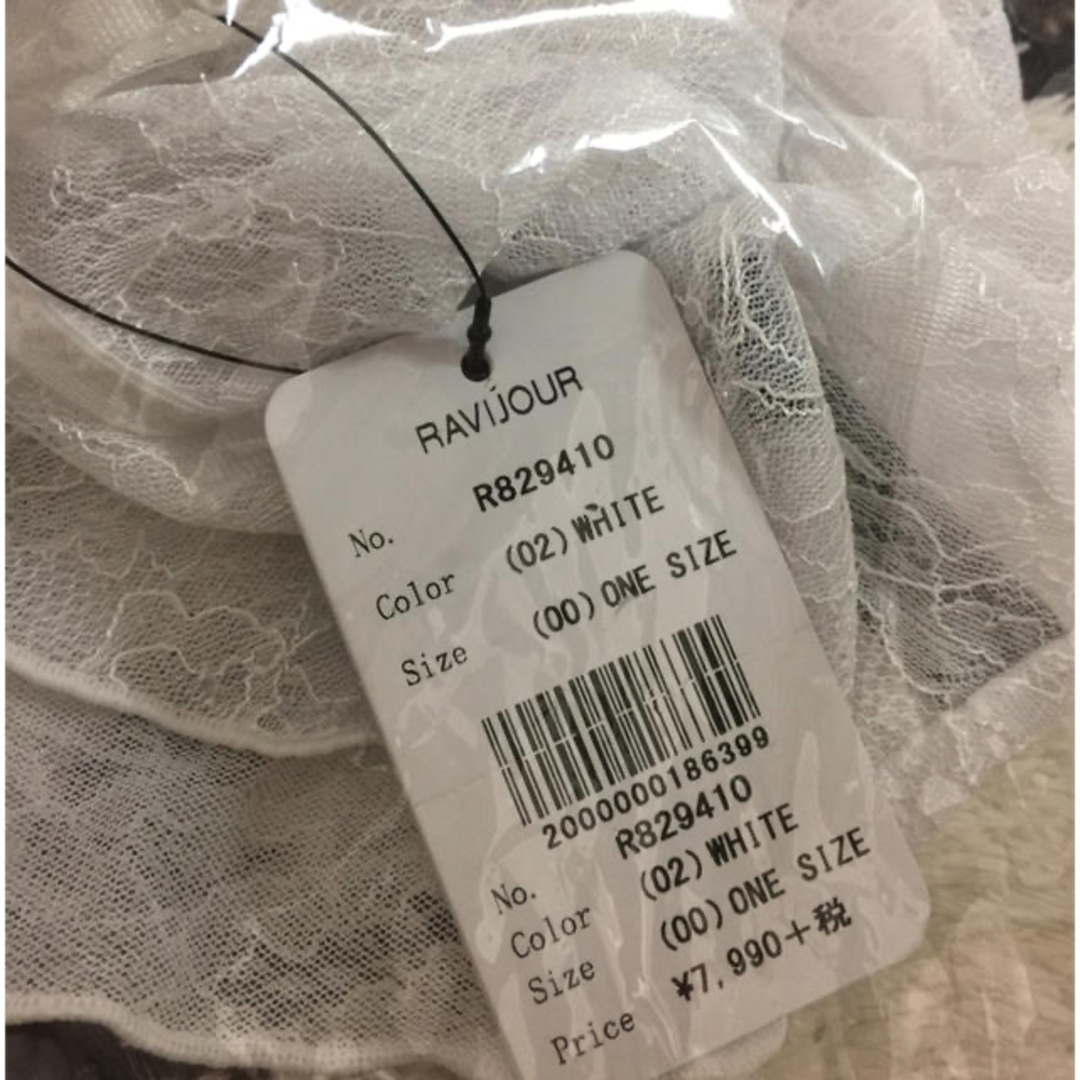 RAVIJOUR
No. R829410
Color (02)WHITE
Size (00)ONE SIZE
2000000186399
No. R829410
Color (02)WHITE
Size (00)ONE SIZE
Price ¥7,990+税